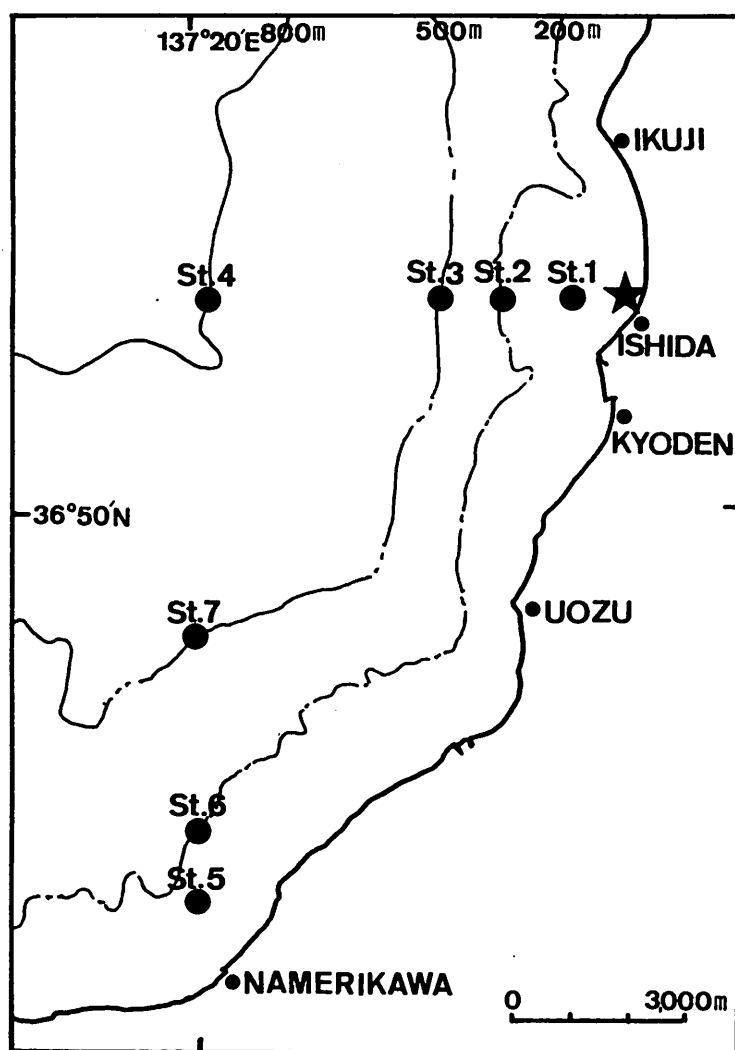 137°20′E 800m 500m 200m
IKUJI
St.4 St.3 St.2 St.1
ISHIDA
KYODEN
36°50′N
St.7
UOZU
St.6
St.5
NAMERIKAWA
0 3,000m